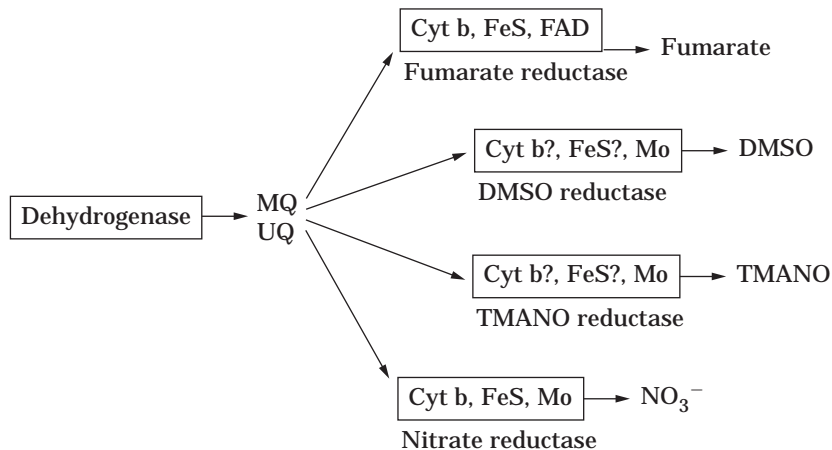 Cyt b, FeS, FAD
Fumarate
Fumarate reductase
Cyt b?, FeS?, Mo
DMSO
DMSO reductase
Dehydrogenase
MQ
UQ
Cyt b?, FeS?, Mo
TMANO
TMANO reductase
Cyt b, FeS, Mo
NO₃⁻
Nitrate reductase